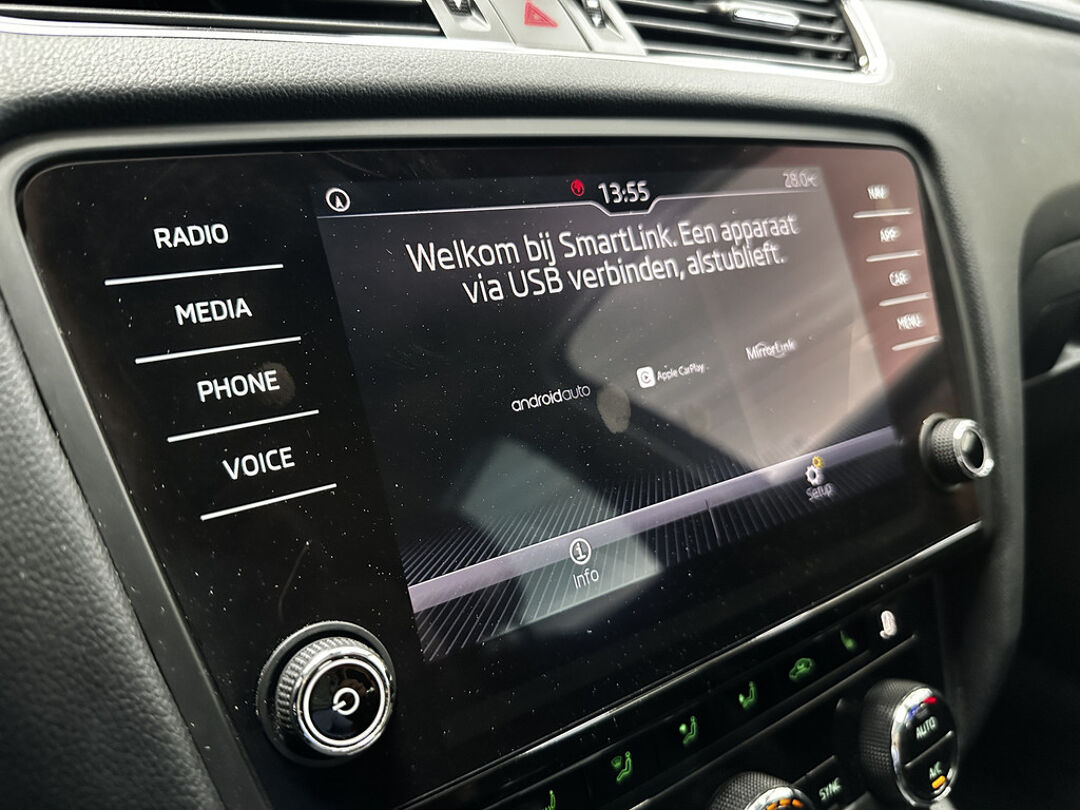 13:55
28.0
Welkom bij SmartLink. Een apparaat
via USB verbinden, alstublieft.
RADIO
MEDIA
PHONE
VOICE
androidauto
Apple CarPlay
MirrorLink
NAV
APP
CAR
MENU
Info
Setup
AUTO
A/C
SYNC